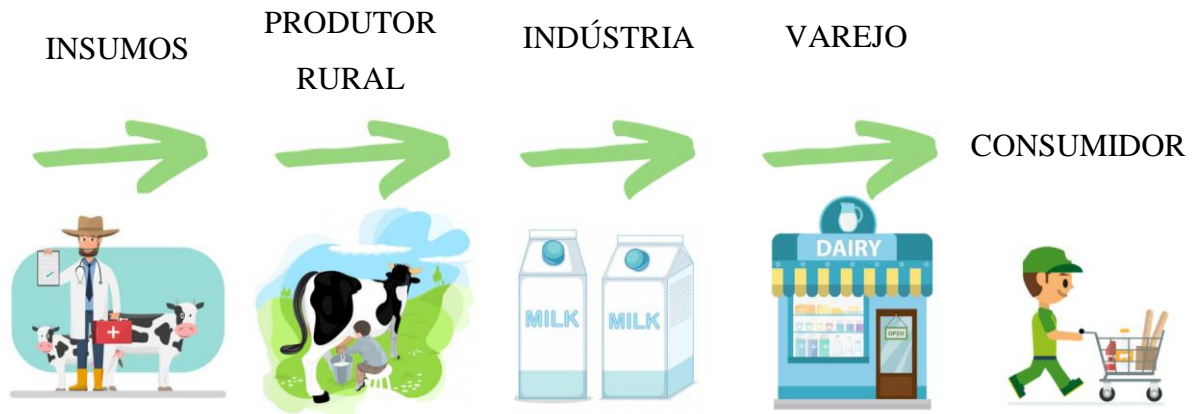 INSUMOS
PRODUTOR
RURAL
INDÚSTRIA
VAREJO
CONSUMIDOR
DAIRY
MILK
MILK
OPEN